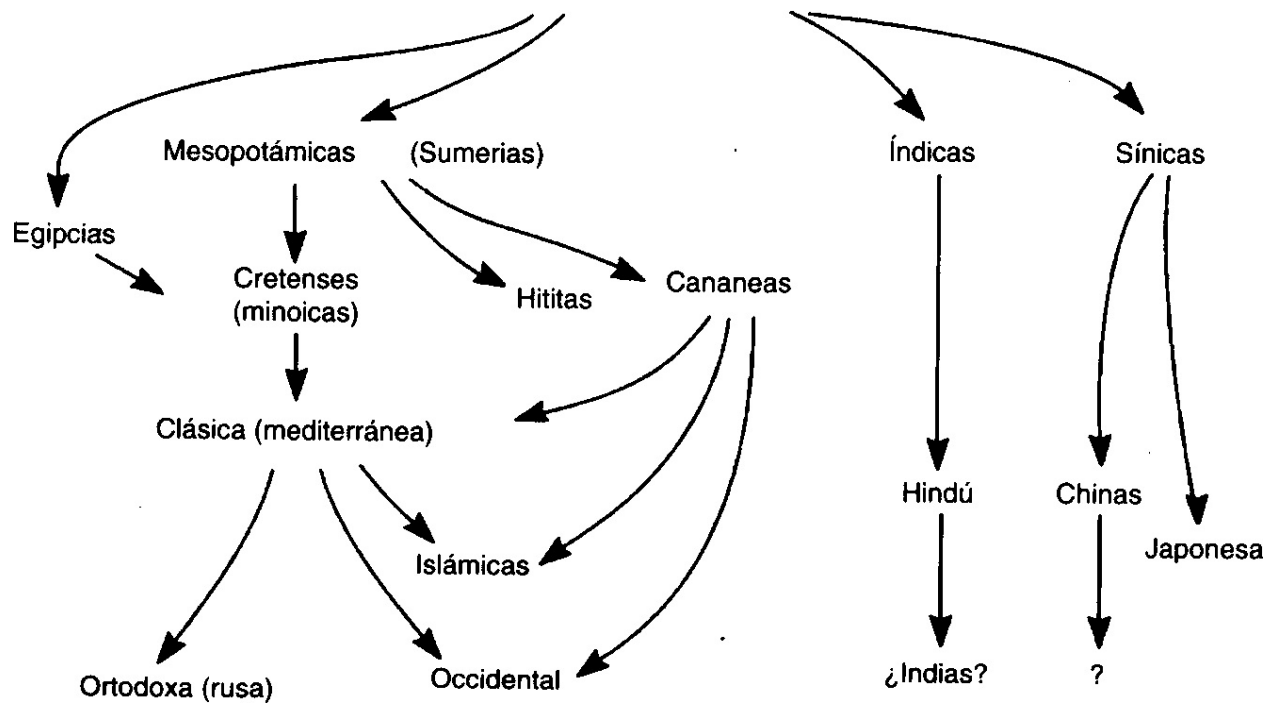 Mesopotámicas (Sumerias)
Índicas
Sínicas
Egipcias
Cretenses
(minoicas)
Hititas
Cananeas
Clásica (mediterránea)
Hindú
Chinas
Japonesa
Islámicas
Ortodoxa (rusa)
Occidental
¿Indias?
?